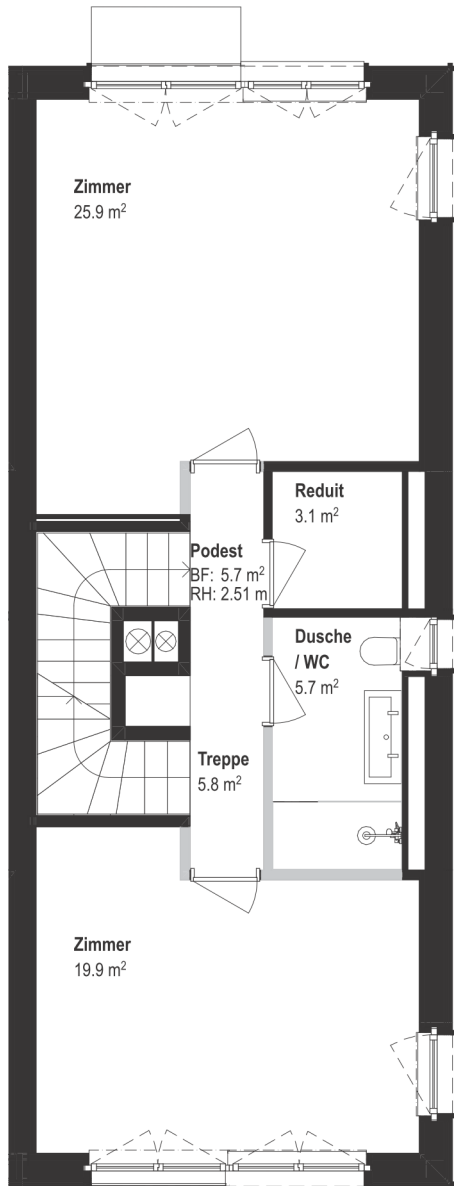 Zimmer
25.9 m²
Reduit
3.1 m²
Podest
BF: 5.7 m²
RH: 2.51 m
Dusche
/ WC
5.7 m²
Treppe
5.8 m²
Zimmer
19.9 m²